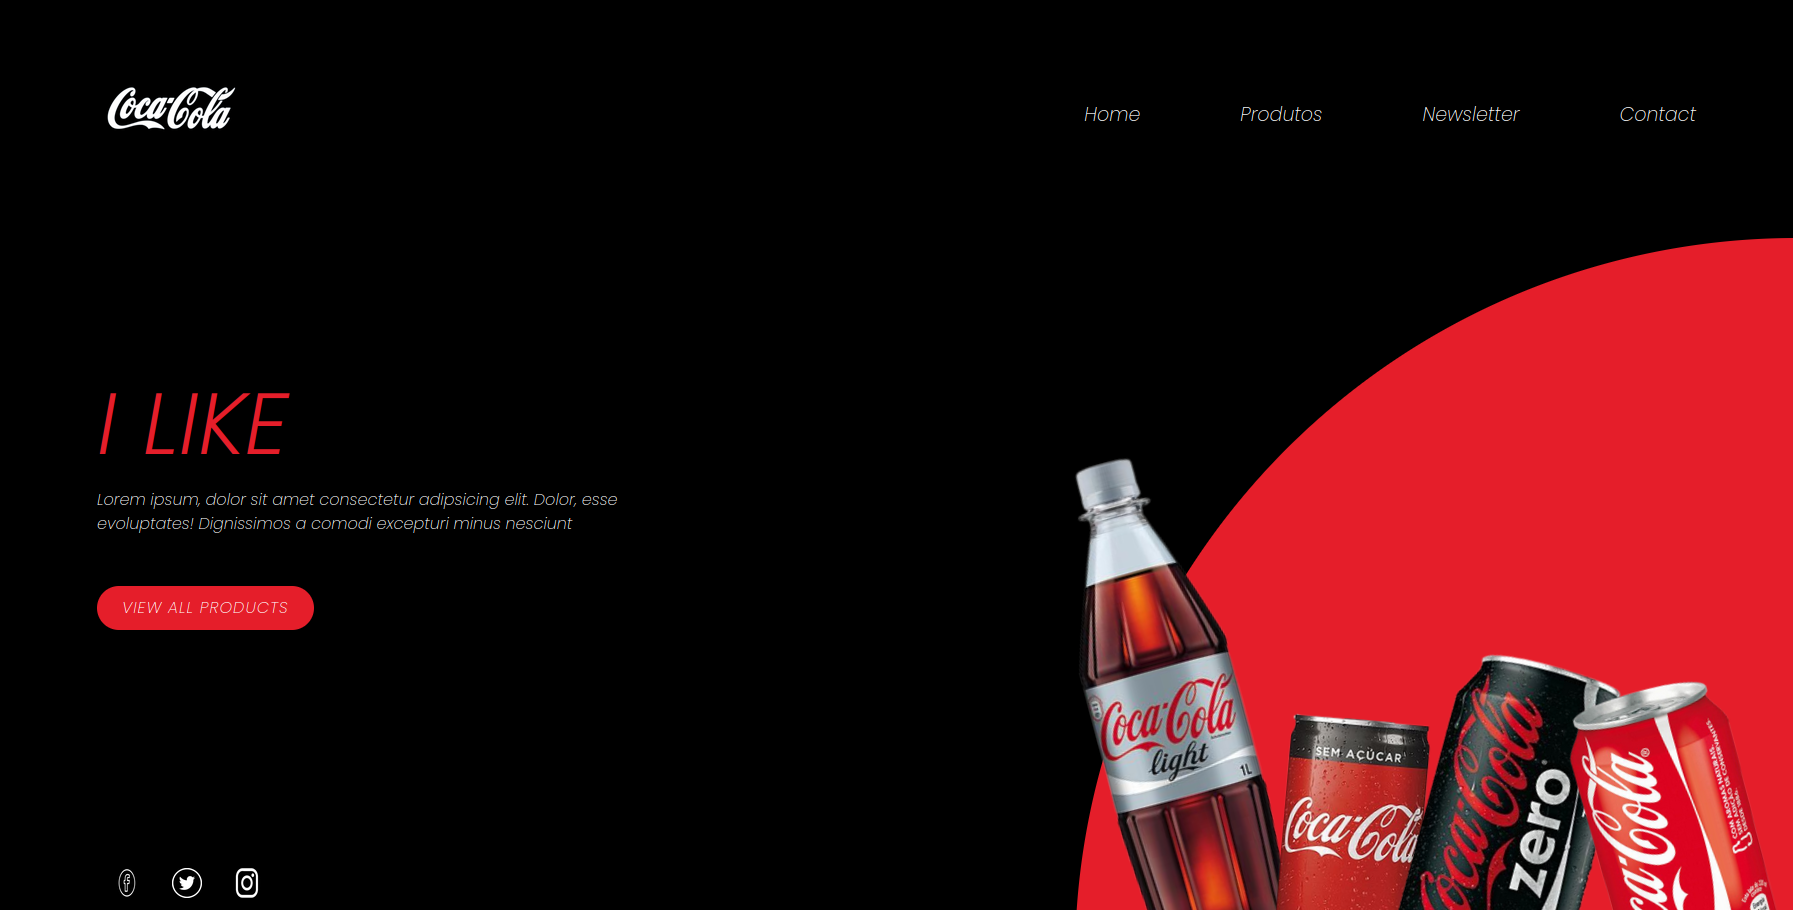 Coca-Cola
Home Produtos Newsletter Contact
I LIKE
Lorem ipsum, dolor sit amet consectetur adipsicing elit. Dolor, esse
evoluptates! Dignissimos a comodi excepturi minus nesciunt
VIEW ALL PRODUCTS
Coca-Cola
light
1L
SEM AÇÚCAR
Coca-Cola
Coca-Cola
zero
Coca-Cola